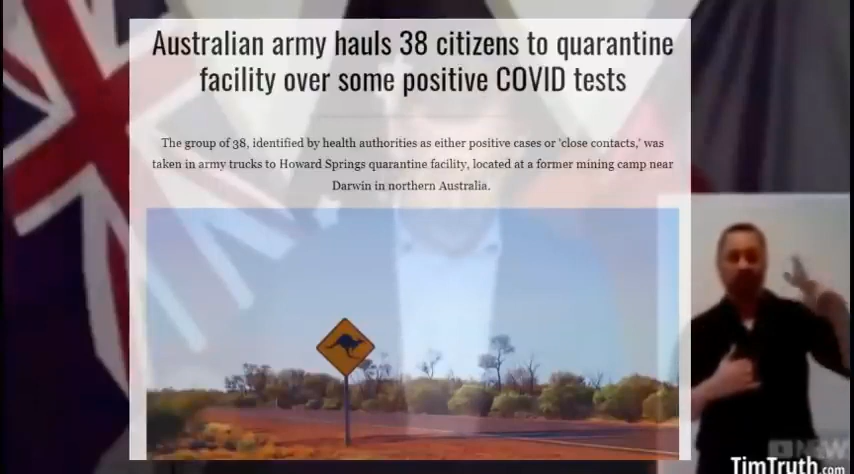 Australian army hauls 38 citizens to quarantine
facility over some positive COVID tests
The group of 38, identified by health authorities as either positive cases or 'close contacts,' was
taken in army trucks to Howard Springs quarantine facility, located at a former mining camp near
Darwin in northern Australia.
TimTruth.com